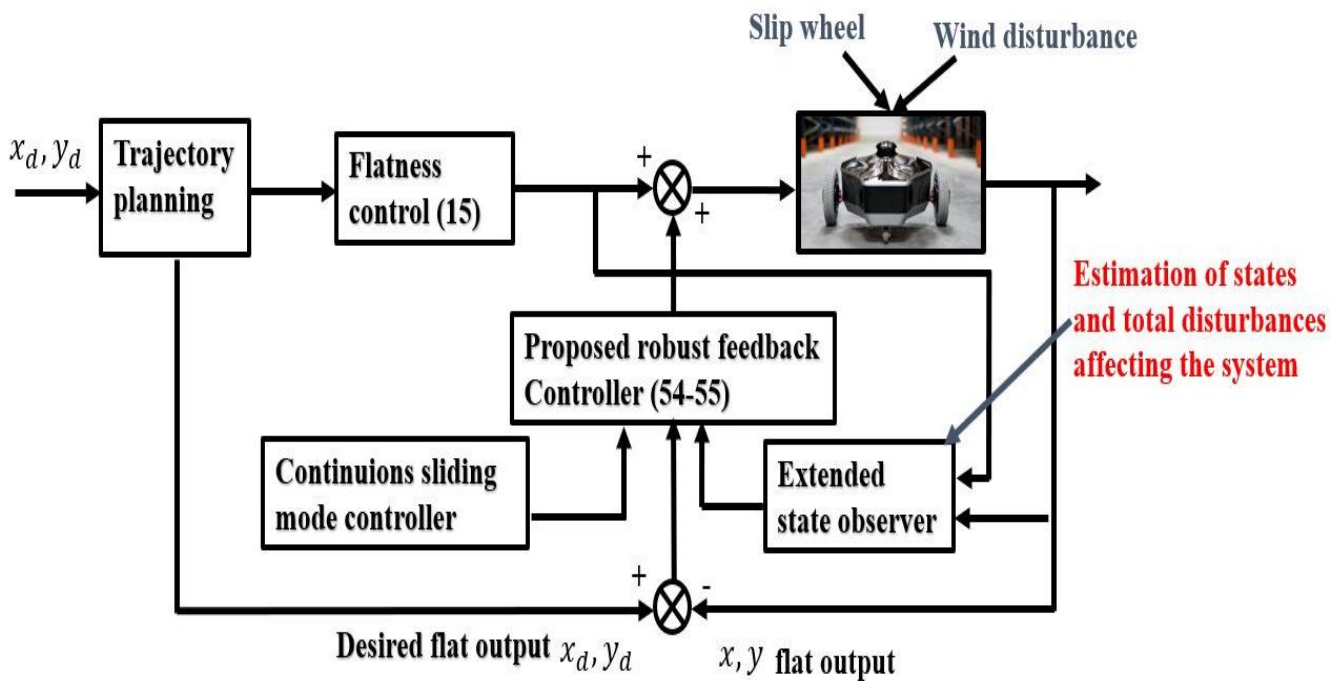 Slip wheel
Wind disturbance
x_d, y_d
Trajectory
planning
Flatness
control (15)
+
+
Estimation of states
and total disturbances
affecting the system
Proposed robust feedback
Controller (54-55)
Continuions sliding
mode controller
Extended
state observer
+
-
Desired flat output x_d, y_d
x, y flat output